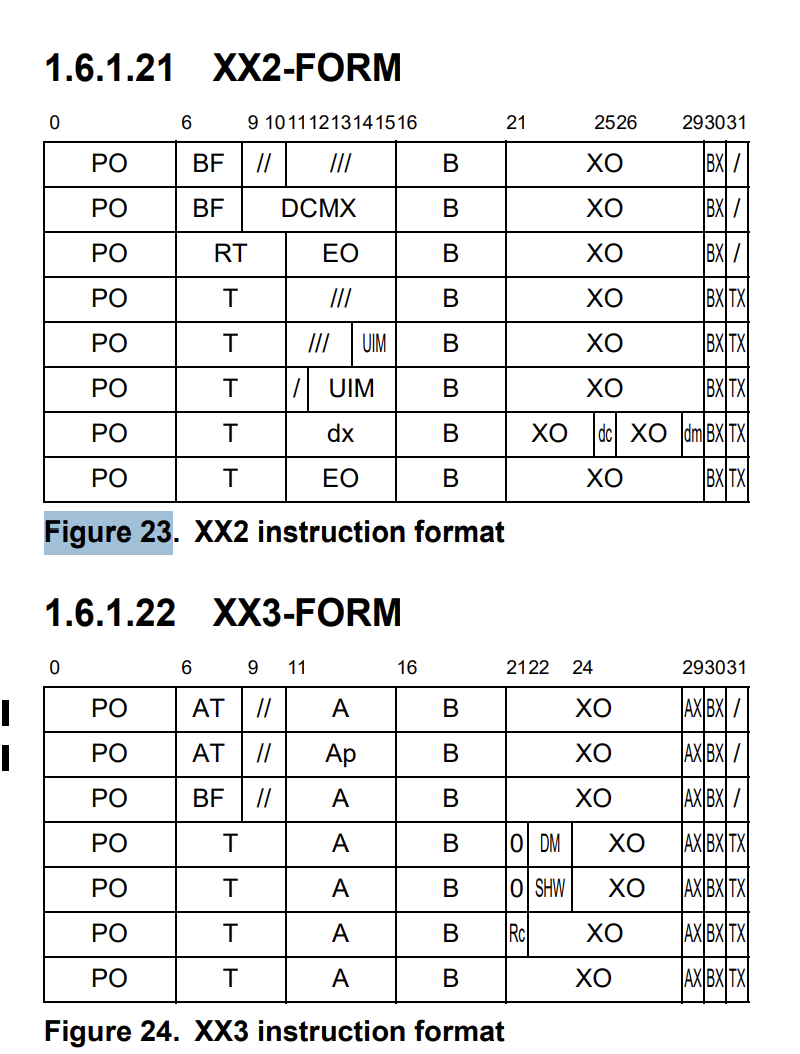 1.6.1.21 XX2-FORM
0 6 9 10 11 12 13 14 15 16 21 25 26 29 30 31
PO BF // /// B XO BX /
PO BF DCMX B XO BX /
PO RT EO B XO BX /
PO T /// B XO BX TX
PO T /// UIM B XO BX TX
PO T / UIM B XO BX TX
PO T dx B XO dc XO dm BX TX
PO T EO B XO BX TX
Figure 23. XX2 instruction format
1.6.1.22 XX3-FORM
0 6 9 11 16 21 22 24 29 30 31
PO AT // A B XO AX BX /
PO AT // Ap B XO AX BX /
PO BF // A B XO AX BX /
PO T A B 0 DM XO AX BX TX
PO T A B 0 SHW XO AX BX TX
PO T A B Rc XO AX BX TX
PO T A B XO AX BX TX
Figure 24. XX3 instruction format